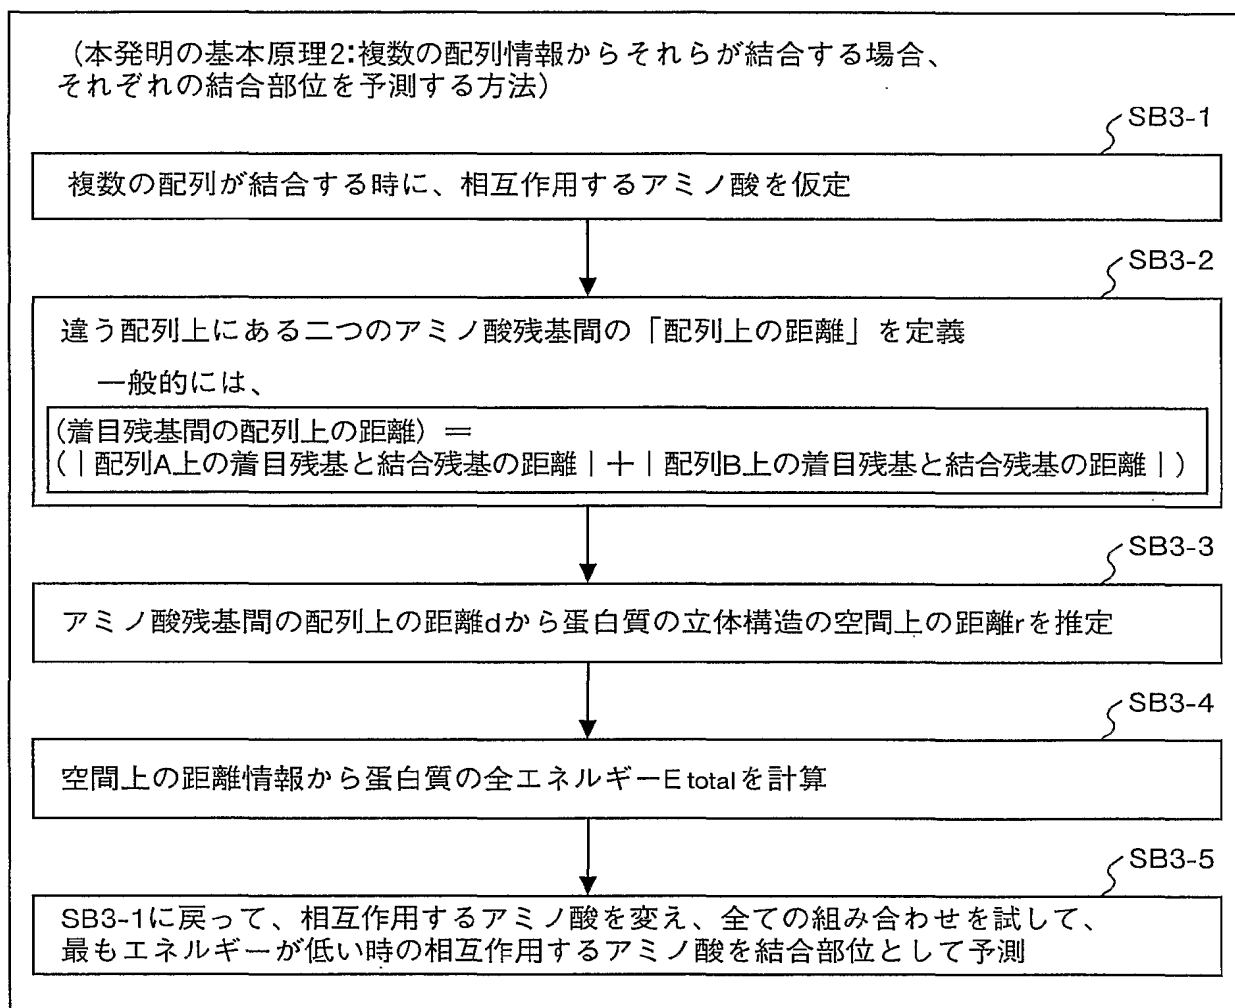 （本発明の基本原理2:複数の配列情報からそれらが結合する場合、
それぞれの結合部位を予測する方法）
SB3-1
複数の配列が結合する時に、相互作用するアミノ酸を仮定
SB3-2
違う配列上にある二つのアミノ酸残基間の「配列上の距離」を定義
一般的には、
(着目残基間の配列上の距離）＝
(｜配列A上の着目残基と結合残基の距離｜＋｜配列B上の着目残基と結合残基の距離｜)
SB3-3
アミノ酸残基間の配列上の距離dから蛋白質の立体構造の空間上の距離rを推定
SB3-4
空間上の距離情報から蛋白質の全エネルギーE totalを計算
SB3-5
SB3-1に戻って、相互作用するアミノ酸を変え、全ての組み合わせを試して、
最もエネルギーが低い時の相互作用するアミノ酸を結合部位として予測